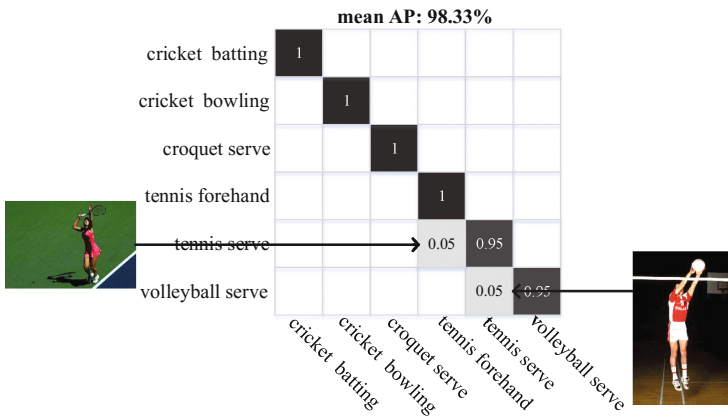 mean AP: 98.33%
cricket batting
1
cricket bowling
1
croquet serve
1
tennis forehand
1
tennis serve
0.05 0.95
volleyball serve
0.05 0.95
cricket batting
cricket bowling
croquet serve
tennis forehand
tennis serve
volleyball serve